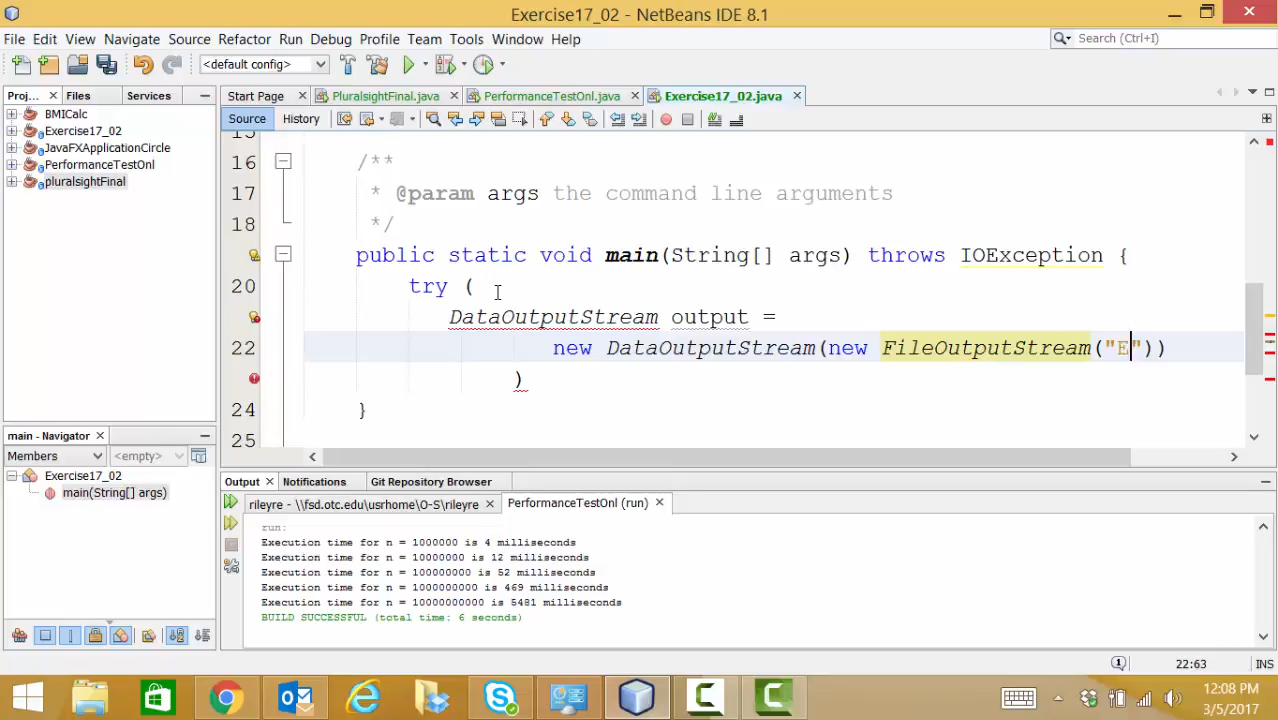 Exercise17_02 - NetBeans IDE 8.1
File Edit View Navigate Source Refactor Run Debug Profile Team Tools Window Help
Search (Ctrl+I)
<default config>
Proj... Files Services
Start Page PluralsightFinal.java PerformanceTestOnl.java Exercise17_02.java
BMICalc
Exercise17_02
JavaFXApplicationCircle
PerformanceTestOnl
pluralsightFinal
Source History
15
16 /**
17 * @param args the command line arguments
18 */
public static void main(String[] args) throws IOException {
20 try (
DataOutputStream output =
22 new DataOutputStream(new FileOutputStream("E"))
)
24 }
25
main - Navigator
Members <empty>
Exercise17_02
main(String[] args)
Output Notifications Git Repository Browser
rileyre - \\fsd.otc.edu\usrhome\O-S\rileyre PerformanceTestOnl (run)
run:
Execution time for n = 1000000 is 4 milliseconds
Execution time for n = 10000000 is 12 milliseconds
Execution time for n = 100000000 is 52 milliseconds
Execution time for n = 1000000000 is 469 milliseconds
Execution time for n = 10000000000 is 5481 milliseconds
BUILD SUCCESSFUL (total time: 6 seconds)
1 22:63 INS
12:08 PM
3/5/2017